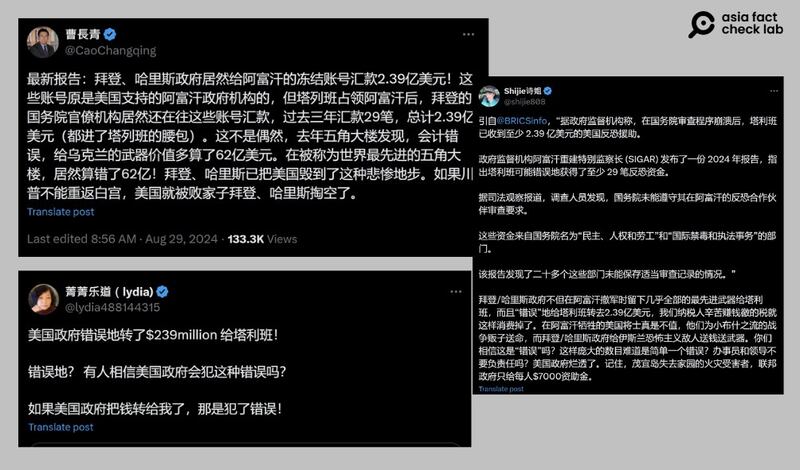 asia fact
check lab
曹長青
@CaoChangqing
最新报告：拜登、哈里斯政府居然给阿富汗的冻结账号汇款2.39亿美元！这
些账号原是美国支持的阿富汗政府机构的，但塔列班占领阿富汗后，拜登的
国务院官僚机构居然还在往这些账号汇款，过去三年汇款29笔，总计2.39亿
美元（都进了塔列班的腰包）。这不是偶然，去年五角大楼发现，会计错
误，给乌克兰的武器价值多算了62亿美元。在被称为世界最先进的五角大
楼，居然算错了62亿！拜登、哈里斯已把美国毁到了这种悲惨地步。如果川
普不能重返白宫，美国就被败家子拜登、哈里斯掏空了。
Translate post
Last edited 8:56 AM · Aug 29, 2024 · 133.3K Views
菁菁乐道（lydia)
@lydia488144315
美国政府错误地转了$239million 给塔利班！
错误地？ 有人相信美国政府会犯这种错误吗？
如果美国政府把钱转给我了，那是犯了错误！
Translate post
Shijie诗姐
@shijie808
引自@BRICSinfo，“据政府监督机构称，在国务院审查程序崩溃后，塔利班
已收到至少 2.39 亿美元的美国反恐援助。
政府监督机构阿富汗重建特别监察长 (SIGAR) 发布了一份 2024 年报告，指
出塔利班可能错误地获得了至少 29 笔反恐资金。
据司法观察报道，调查人员发现，国务院未能遵守其在阿富汗的反恐合作伙
伴审查要求。
这些资金来自国务院名为“民主、人权和劳工”和“国际禁毒和执法事务”的部
门。
该报告发现了二十多个这些部门未能保存适当审查记录的情况。”
拜登/哈里斯政府不但在阿富汗撤军时留下几乎全部的最先进武器给塔利
班，而且“错误”地给塔利班转去2.39亿美元，我们纳税人辛苦赚钱缴的税就
这样消费掉了。在阿富汗牺牲的美国将士真是不值，他们为小布什之流的战
争贩子送命，而拜登/哈里斯政府给伊斯兰恐怖主义敌人送钱送武器。你们
相信这是“错误”吗？这样庞大的数目难道是简单一个错误？办事员和领导不
要负责任吗？美国政府烂透了。记住，茂宜岛失去家园的火灾受害者，联邦
政府只给每人$7000资助金。
Translate post